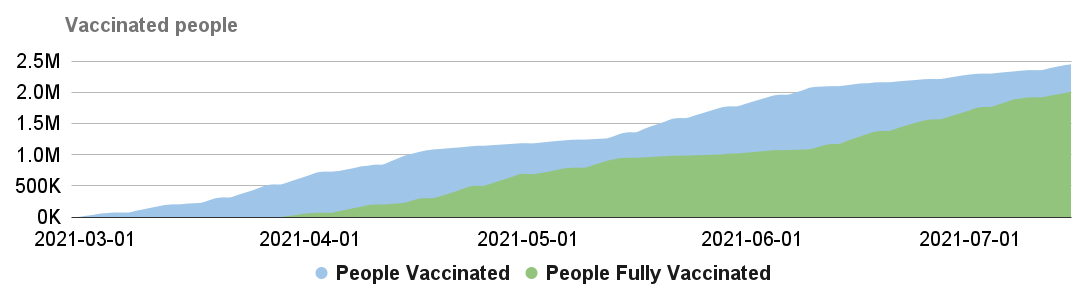 Vaccinated people
2.5M
2.0M
1.5M
1.0M
500K
0K
2021-03-01 2021-04-01 2021-05-01 2021-06-01 2021-07-01
People Vaccinated People Fully Vaccinated